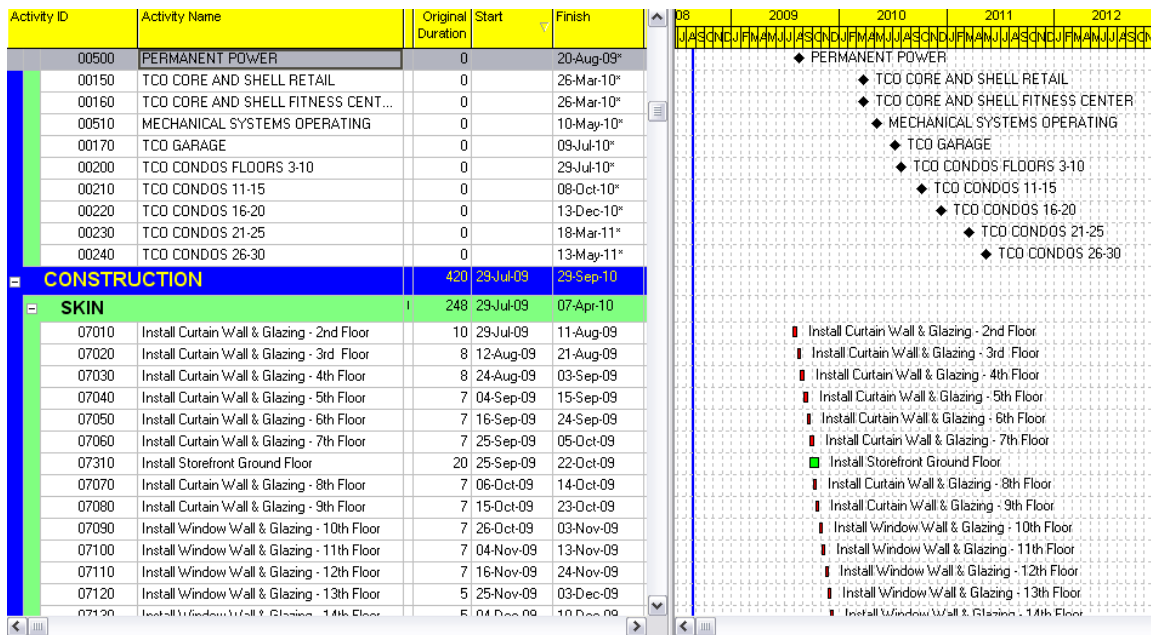 Activity ID Activity Name Original Duration Start Finish 08 2009 2010 2011 2012
00500 PERMANENT POWER 0 20-Aug-09* PERMANENT POWER
00150 TCO CORE AND SHELL RETAIL 0 26-Mar-10* TCO CORE AND SHELL RETAIL
00160 TCO CORE AND SHELL FITNESS CENT... 0 26-Mar-10* TCO CORE AND SHELL FITNESS CENTER
00510 MECHANICAL SYSTEMS OPERATING 0 10-May-10* MECHANICAL SYSTEMS OPERATING
00170 TCO GARAGE 0 09-Jul-10* TCO GARAGE
00200 TCO CONDOS FLOORS 3-10 0 29-Jul-10* TCO CONDOS FLOORS 3-10
00210 TCO CONDOS 11-15 0 08-Oct-10* TCO CONDOS 11-15
00220 TCO CONDOS 16-20 0 13-Dec-10* TCO CONDOS 16-20
00230 TCO CONDOS 21-25 0 18-Mar-11* TCO CONDOS 21-25
00240 TCO CONDOS 26-30 0 13-May-11* TCO CONDOS 26-30
CONSTRUCTION 420 29-Jul-09 29-Sep-10
SKIN 248 29-Jul-09 07-Apr-10
07010 Install Curtain Wall & Glazing - 2nd Floor 10 29-Jul-09 11-Aug-09 Install Curtain Wall & Glazing - 2nd Floor
07020 Install Curtain Wall & Glazing - 3rd Floor 8 12-Aug-09 21-Aug-09 Install Curtain Wall & Glazing - 3rd Floor
07030 Install Curtain Wall & Glazing - 4th Floor 8 24-Aug-09 03-Sep-09 Install Curtain Wall & Glazing - 4th Floor
07040 Install Curtain Wall & Glazing - 5th Floor 7 04-Sep-09 15-Sep-09 Install Curtain Wall & Glazing - 5th Floor
07050 Install Curtain Wall & Glazing - 6th Floor 7 16-Sep-09 24-Sep-09 Install Curtain Wall & Glazing - 6th Floor
07060 Install Curtain Wall & Glazing - 7th Floor 7 25-Sep-09 05-Oct-09 Install Curtain Wall & Glazing - 7th Floor
07310 Install Storefront Ground Floor 20 25-Sep-09 22-Oct-09 Install Storefront Ground Floor
07070 Install Curtain Wall & Glazing - 8th Floor 7 06-Oct-09 14-Oct-09 Install Curtain Wall & Glazing - 8th Floor
07080 Install Curtain Wall & Glazing - 9th Floor 7 15-Oct-09 23-Oct-09 Install Curtain Wall & Glazing - 9th Floor
07090 Install Window Wall & Glazing - 10th Floor 7 26-Oct-09 03-Nov-09 Install Window Wall & Glazing - 10th Floor
07100 Install Window Wall & Glazing - 11th Floor 7 04-Nov-09 13-Nov-09 Install Window Wall & Glazing - 11th Floor
07110 Install Window Wall & Glazing - 12th Floor 7 16-Nov-09 24-Nov-09 Install Window Wall & Glazing - 12th Floor
07120 Install Window Wall & Glazing - 13th Floor 5 25-Nov-09 03-Dec-09 Install Window Wall & Glazing - 13th Floor
07130 Install Window Wall & Glazing - 14th Floor 5 04-Dec-09 10-Dec-09 Install Window Wall & Glazing - 14th Floor